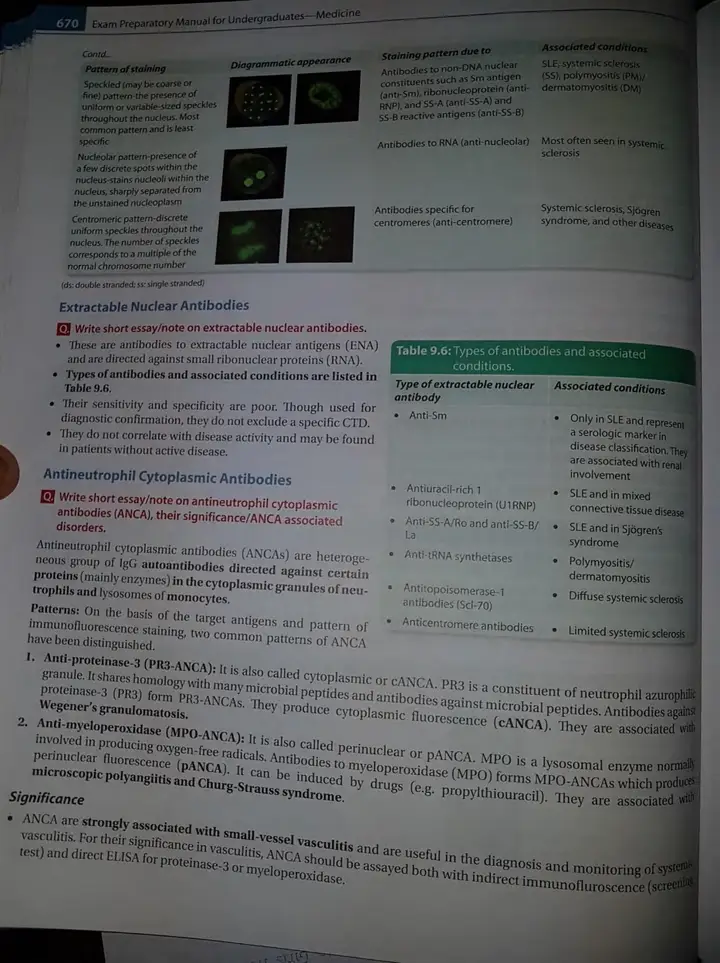 670 Exam Preparatory Manual for Undergraduates—Medicine
Contd...
Pattern of staining
Diagrammatic appearance
Staining pattern due to
Associated conditions
Speckled (may be coarse or
fine) pattern-the presence of
uniform or variable-sized speckles
throughout the nucleus. Most
common pattern and is least
specific
Antibodies to non-DNA nuclear
constituents such as Sm antigen
(anti-Sm), ribonucleoprotein (anti-
RNP), and SS-A (anti-SS-A) and
SS-B reactive antigens (anti-SS-B)
SLE, systemic sclerosis
(SS), polymyositis (PM)/
dermatomyositis (DM)
Nucleolar pattern-presence of
a few discrete spots within the
nucleus-stains nucleoli within the
nucleus, sharply separated from
the unstained nucleoplasm
Antibodies to RNA (anti-nucleolar)
Most often seen in systemic
sclerosis
Centromeric pattern-discrete
uniform speckles throughout the
nucleus. The number of speckles
corresponds to a multiple of the
normal chromosome number
Antibodies specific for
centromeres (anti-centromere)
Systemic sclerosis, Sjögren
syndrome, and other diseases
(ds: double stranded; ss: single stranded)
Extractable Nuclear Antibodies
Q. Write short essay/note on extractable nuclear antibodies.
• These are antibodies to extractable nuclear antigens (ENA)
and are directed against small ribonuclear proteins (RNA).
• Types of antibodies and associated conditions are listed in
Table 9.6.
• Their sensitivity and specificity are poor. Though used for
diagnostic confirmation, they do not exclude a specific CTD.
• They do not correlate with disease activity and may be found
in patients without active disease.
Antineutrophil Cytoplasmic Antibodies
Q. Write short essay/note on antineutrophil cytoplasmic
antibodies (ANCA), their significance/ANCA associated
disorders.
Antineutrophil cytoplasmic antibodies (ANCAs) are heteroge-
neous group of IgG autoantibodies directed against certain
proteins (mainly enzymes) in the cytoplasmic granules of neu-
trophils and lysosomes of monocytes.
Patterns: On the basis of the target antigens and pattern of
immunofluorescence staining, two common patterns of ANCA
have been distinguished.
Table 9.6: Types of antibodies and associated
conditions.
Type of extractable nuclear
antibody
Associated conditions
• Anti-Sm
• Only in SLE and represent
a serologic marker in
disease classification. They
are associated with renal
involvement
• Antiuracil-rich 1
ribonucleoprotein (U1RNP)
• SLE and in mixed
connective tissue disease
• Anti-SS-A/Ro and anti-SS-B/
La
• SLE and in Sjögren's
syndrome
• Anti-tRNA synthetases
• Polymyositis/
dermatomyositis
• Antitopoisomerase-1
antibodies (Scl-70)
• Diffuse systemic sclerosis
• Anticentromere antibodies
• Limited systemic sclerosis
1. Anti-proteinase-3 (PR3-ANCA): It is also called cytoplasmic or cANCA. PR3 is a constituent of neutrophil azurophilic
granule. It shares homology with many microbial peptides and antibodies against microbial peptides. Antibodies against
proteinase-3 (PR3) form PR3-ANCAs. They produce cytoplasmic fluorescence (cANCA). They are associated with
Wegener's granulomatosis.
2. Anti-myeloperoxidase (MPO-ANCA): It is also called perinuclear or pANCA. MPO is a lysosomal enzyme normally
involved in producing oxygen-free radicals. Antibodies to myeloperoxidase (MPO) forms MPO-ANCAs which produces
perinuclear fluorescence (pANCA). It can be induced by drugs (e.g. propylthiouracil). They are associated with
microscopic polyangiitis and Churg-Strauss syndrome.
Significance
• ANCA are strongly associated with small-vessel vasculitis and are useful in the diagnosis and monitoring of
vasculitis. For their significance in vasculitis, ANCA should be assayed both with indirect immunofluroscence (screening
test) and direct ELISA for proteinase-3 or myeloperoxidase.